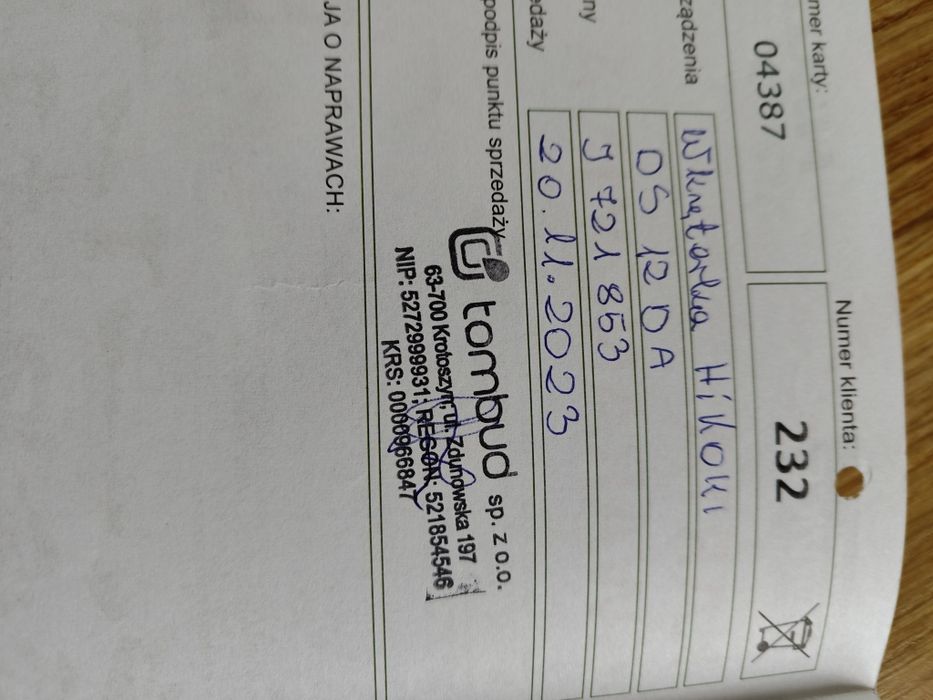 mer karty:
Numer klienta:
04387
232
ządzenia
Wkrętarka HiKOKI
DS 12DA
ny
J 721853
edaży
20.11.2023
podpis punktu sprzedaży
tombud sp. z o.o.
63-700 Krotoszyn, ul. Zdunowska 197
NIP: 5272999931; REGON: 521854546
KRS: 0000966847
JA O NAPRAWACH: